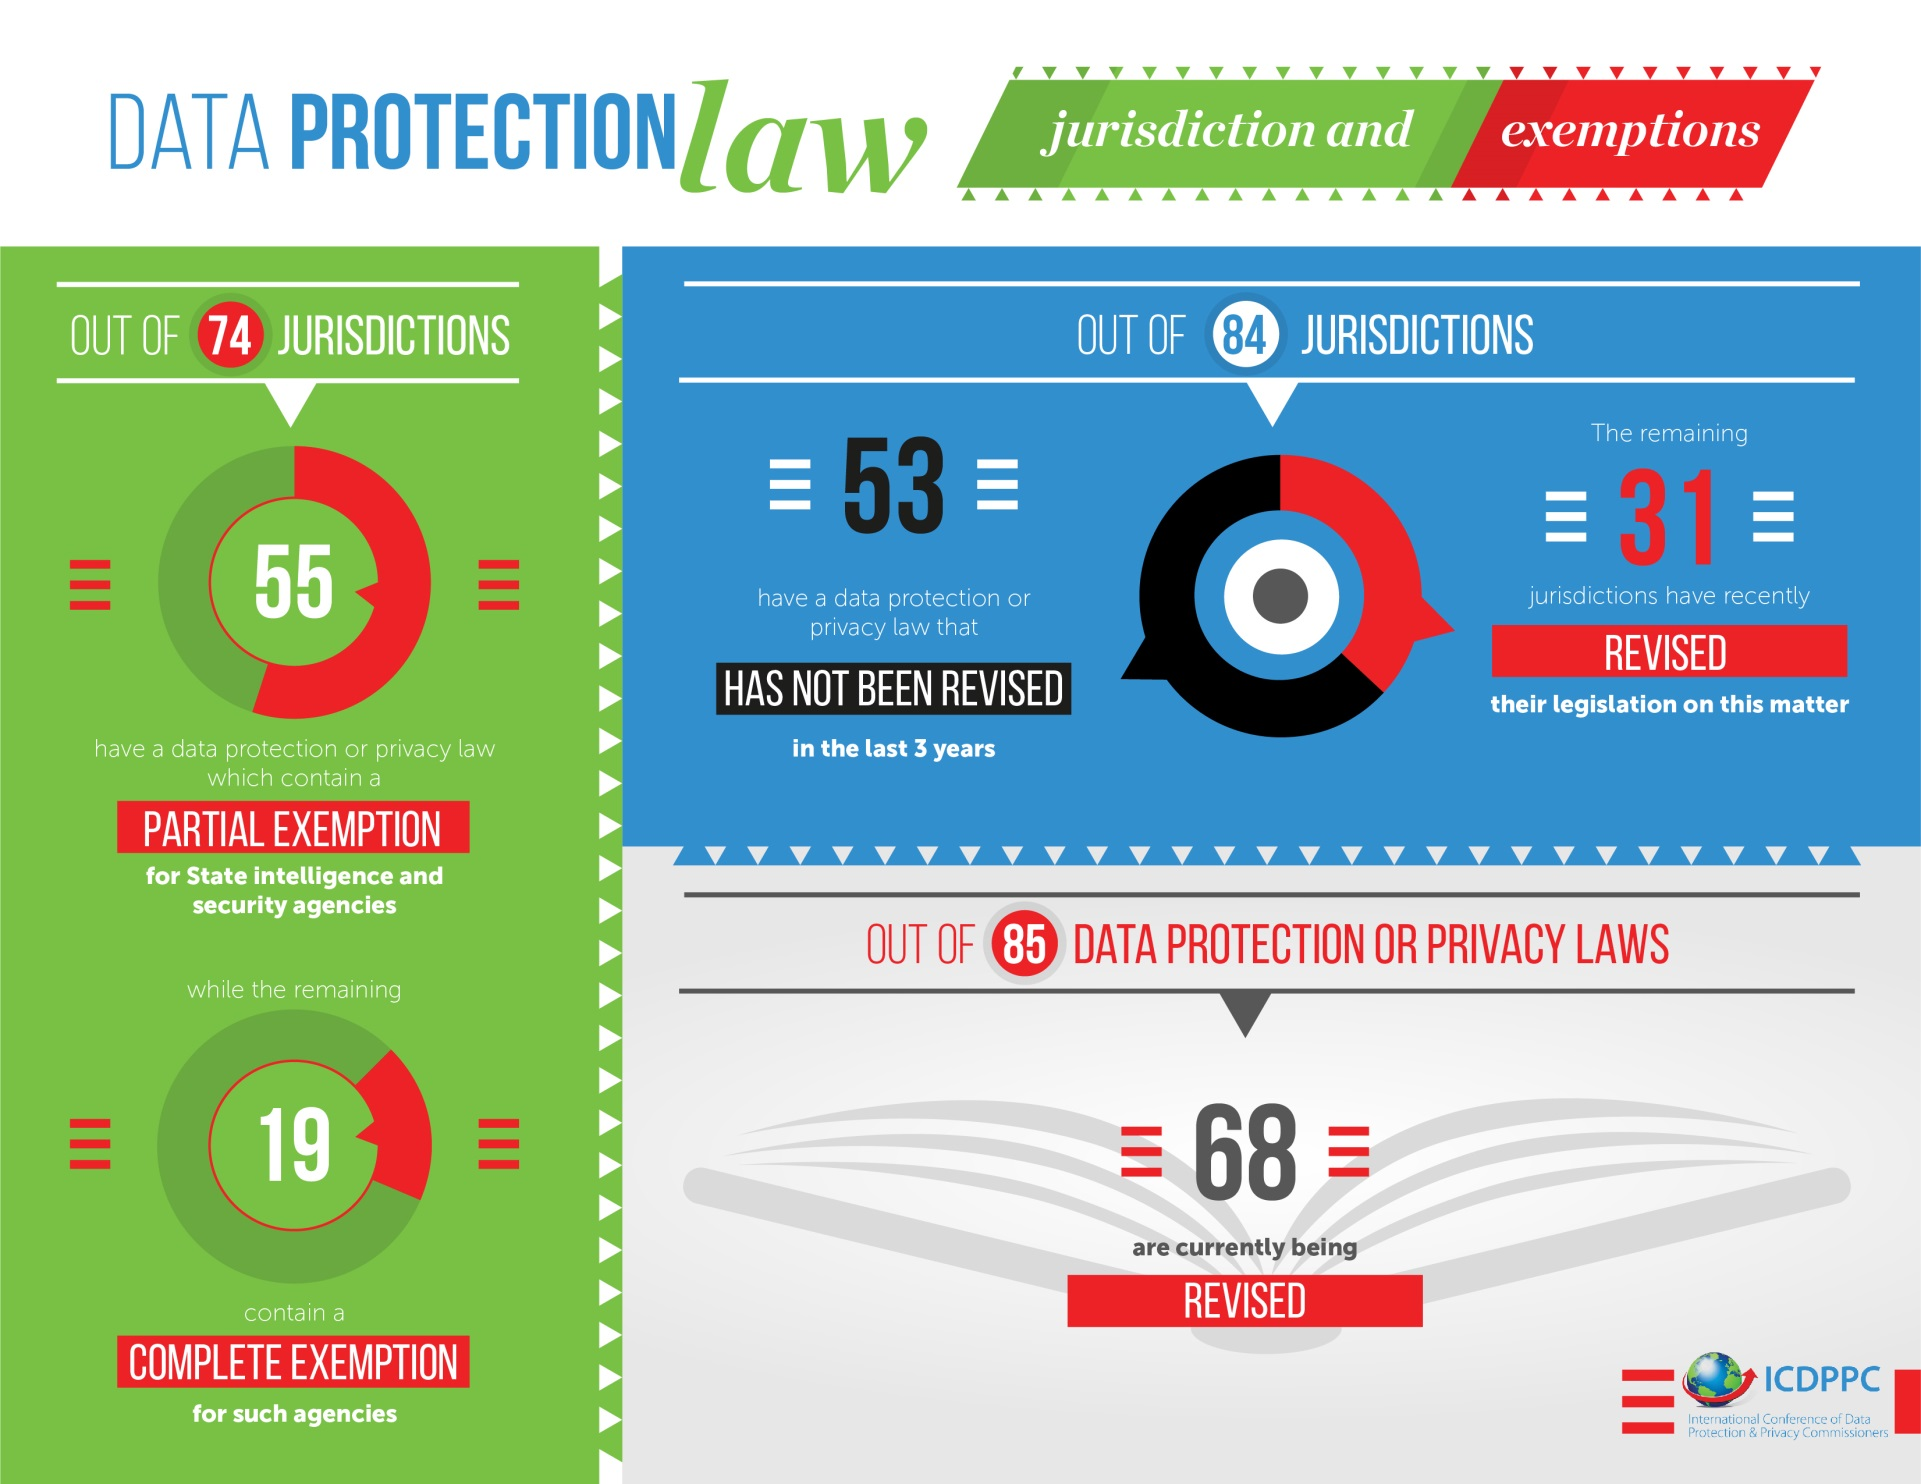 DATA PROTECTION law
jurisdiction and exemptions
OUT OF 74 JURISDICTIONS
55
have a data protection or privacy law
which contain a
PARTIAL EXEMPTION
for State intelligence and
security agencies
while the remaining
19
contain a
COMPLETE EXEMPTION
for such agencies
OUT OF 84 JURISDICTIONS
53
have a data protection or
privacy law that
HAS NOT BEEN REVISED
in the last 3 years
The remaining
31
jurisdictions have recently
REVISED
their legislation on this matter
OUT OF 85 DATA PROTECTION OR PRIVACY LAWS
68
are currently being
REVISED
ICDPPC
International Conference of Data
Protection & Privacy Commissioners